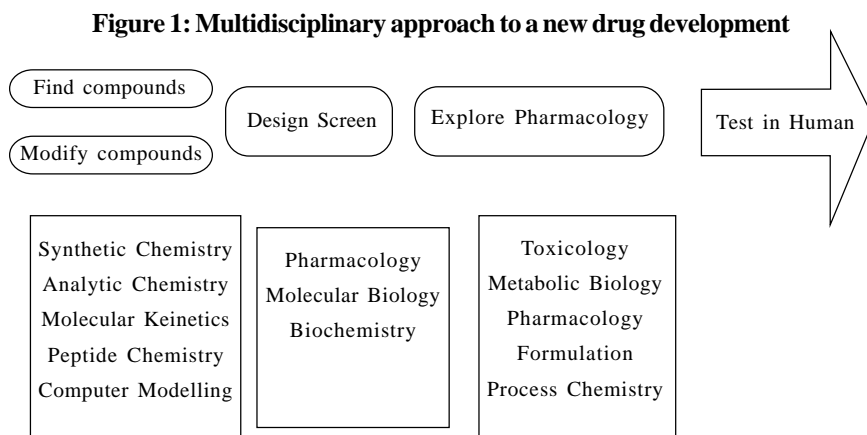 Figure 1: Multidisciplinary approach to a new drug development
Find compounds
Modify compounds
Design Screen
Explore Pharmacology
Test in Human
Synthetic Chemistry
Analytic Chemistry
Molecular Keinetics
Peptide Chemistry
Computer Modelling
Pharmacology
Molecular Biology
Biochemistry
Toxicology
Metabolic Biology
Pharmacology
Formulation
Process Chemistry